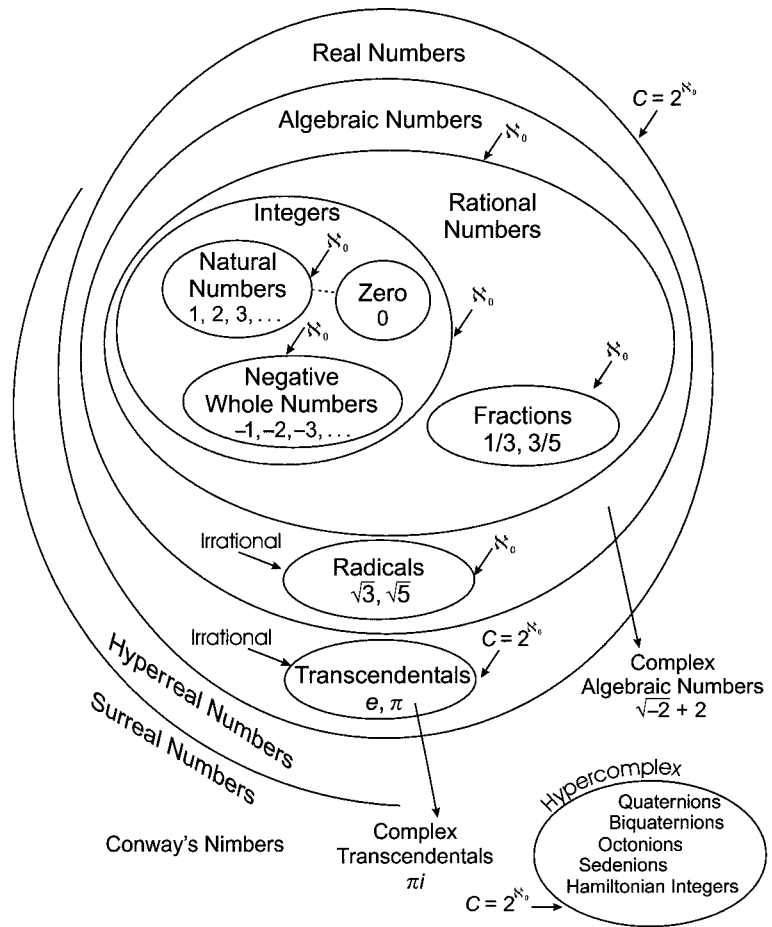 Real Numbers
C = 2^ℵ₀
Algebraic Numbers
ℵ₀
Integers
Rational
Numbers
ℵ₀
Natural
Numbers
1, 2, 3, . . .
Zero
0
ℵ₀
ℵ₀
ℵ₀
Negative
Whole Numbers
–1,–2,–3, . . .
Fractions
1/3, 3/5
Irrational
ℵ₀
Radicals
√3, √5
Irrational
C = 2^ℵ₀
Transcendentals
e, π
Complex
Algebraic Numbers
√–2 + 2
Hyperreal Numbers
Surreal Numbers
Conway's Nimbers
Complex
Transcendentals
πi
Hypercomplex
Quaternions
Biquaternions
Octonions
Sedenions
Hamiltonian Integers
C = 2^ℵ₀